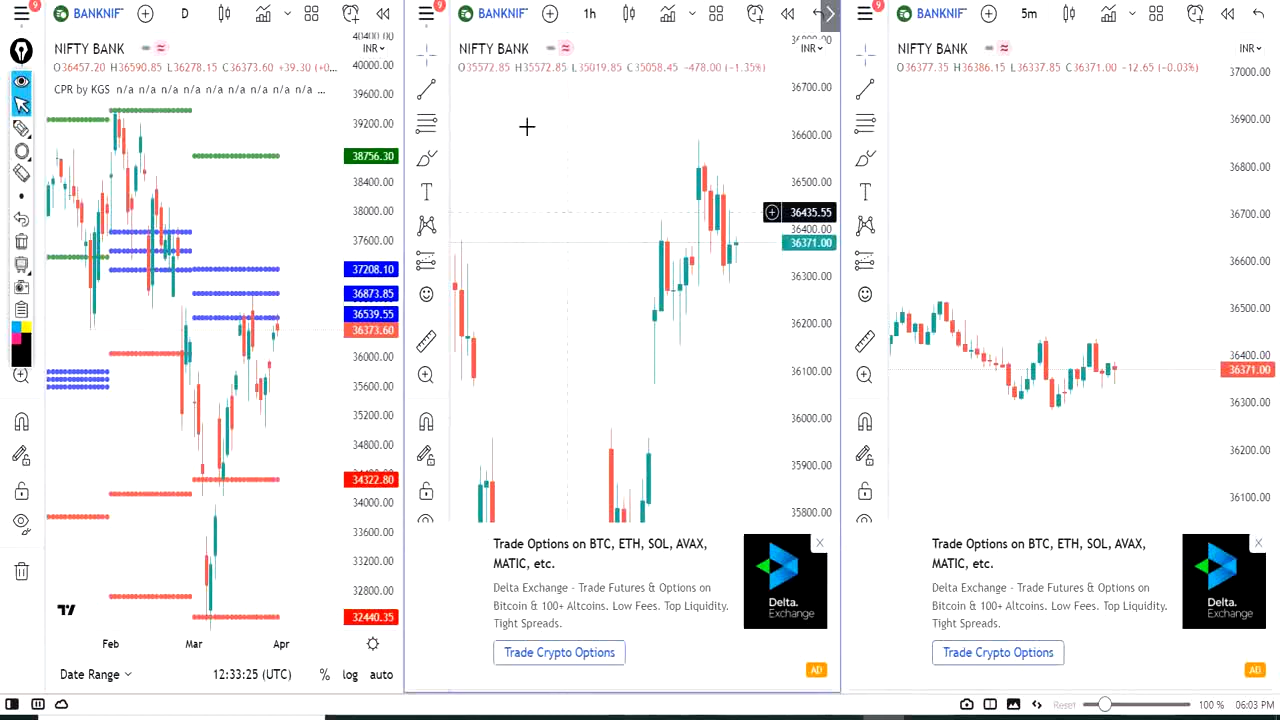 9 BANKNIF D
NIFTY BANK INR
O36457.20 H36590.85 L36278.15 C36373.60 +39.30 (+0...
CPR by KGS n/a n/a n/a n/a n/a n/a n/a n/a n/a ...
40400.00
40000.00
39600.00
39200.00
38756.30
38400.00
38000.00
37600.00
37208.10
36873.85
36539.55
36373.60
36000.00
35600.00
35200.00
34800.00
34322.80
34000.00
33600.00
33200.00
32800.00
32440.35
Feb Mar Apr
Date Range 12:33:25 (UTC) % log auto
9 BANKNIF 1h
NIFTY BANK INR
O35572.85 H35572.85 L35019.85 C35058.45 -478.00 (-1.35%)
36800.00
36700.00
36600.00
36500.00
36435.55
36400.00
36371.00
36300.00
36200.00
36100.00
36000.00
35900.00
35800.00
Trade Options on BTC, ETH, SOL, AVAX,
MATIC, etc.
Delta Exchange - Trade Futures & Options on
Bitcoin & 100+ Altcoins. Low Fees. Top Liquidity.
Tight Spreads.
Trade Crypto Options
Delta.
Exchange
AD
9 BANKNIF 5m
NIFTY BANK INR
O36377.35 H36386.15 L36337.85 C36371.00 -12.65 (-0.03%)
37000.00
36900.00
36800.00
36700.00
36600.00
36500.00
36400.00
36371.00
36300.00
36200.00
36100.00
Trade Options on BTC, ETH, SOL, AVAX,
MATIC, etc.
Delta Exchange - Trade Futures & Options on
Bitcoin & 100+ Altcoins. Low Fees. Top Liquidity.
Tight Spreads.
Trade Crypto Options
Delta.
Exchange
AD
Reset 100 % 06:03 PM